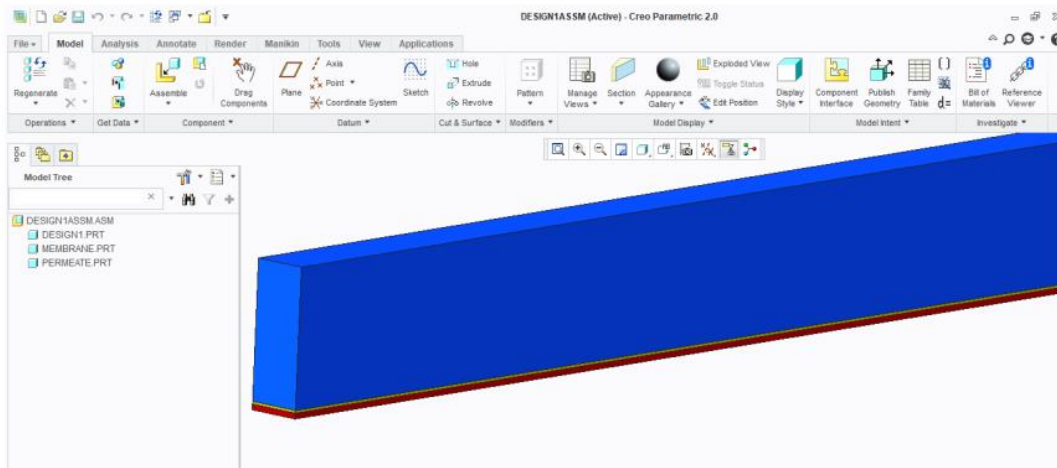 DESIGN1ASSM (Active) - Creo Parametric 2.0
File Model Analysis Annotate Render Manikin Tools View Applications
Regenerate
Operations
Get Data
Assemble
Drag Components
Component
Plane
Axis
Point
Coordinate System
Sketch
Datum
Hole
Extrude
Revolve
Cut & Surface
Pattern
Modifiers
Manage Views
Section
Appearance Gallery
Exploded View
Toggle Status
Edit Position
Display Style
Model Display
Component Interface
Publish Geometry
Family Table
d=
Model Intent
Bill of Materials
Reference Viewer
Investigate
Model Tree
DESIGN1ASSM.ASM
DESIGN1.PRT
MEMBRANE.PRT
PERMEATE.PRT